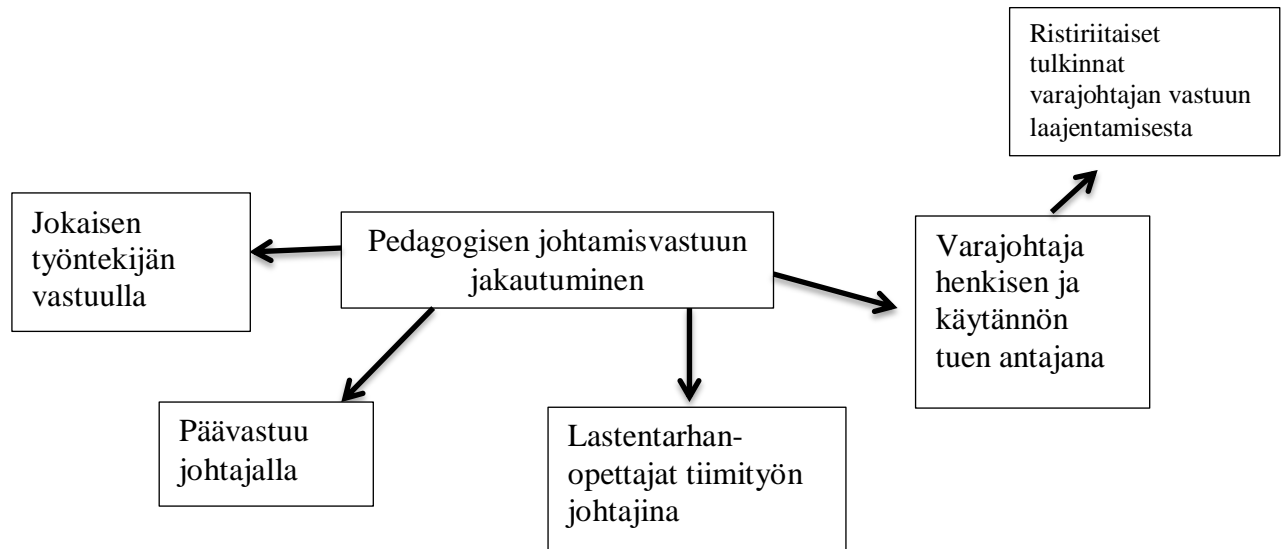 Ristiriitaiset
tulkinnat
varajohtajan vastuun
laajentamisesta
Jokaisen
työntekijän
vastuulla
Pedagogisen johtamisvastuun
jakautuminen
Varajohtaja
henkisen ja
käytännön
tuen antajana
Päävastuu
johtajalla
Lastentarhan-
opettajat tiimityön
johtajina